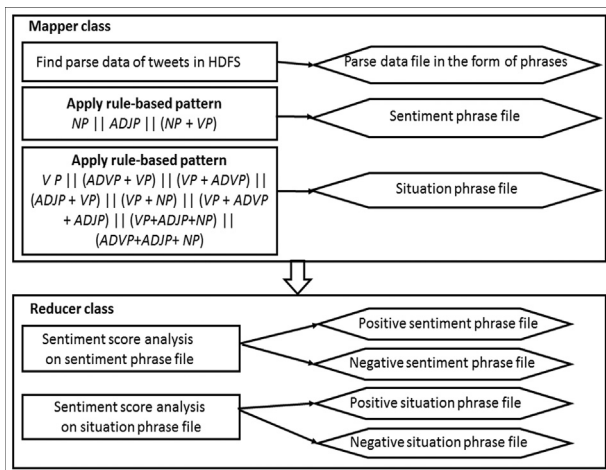 Mapper class
Find parse data of tweets in HDFS
Parse data file in the form of phrases
Apply rule-based pattern
NP || ADJP || (NP + VP)
Sentiment phrase file
Apply rule-based pattern
V P || (ADVP + VP) || (VP + ADVP) ||
(ADJP + VP) || (VP + NP) || (VP + ADVP
+ ADJP) || (VP+ADJP+NP) ||
(ADVP+ADJP+ NP)
Situation phrase file
Reducer class
Sentiment score analysis
on sentiment phrase file
Positive sentiment phrase file
Negative sentiment phrase file
Sentiment score analysis
on situation phrase file
Positive situation phrase file
Negative situation phrase file